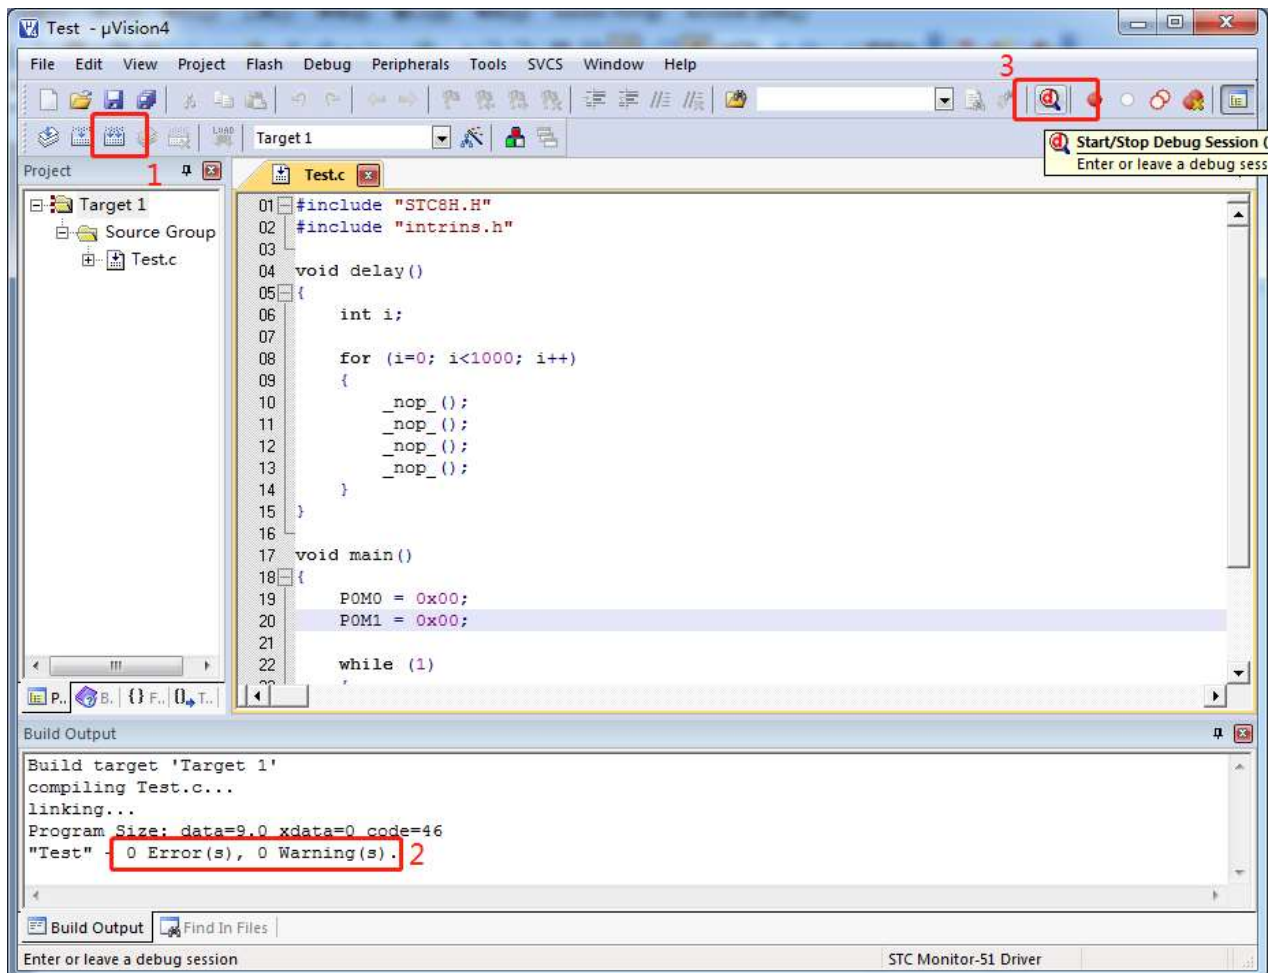 Test - µVision4
File Edit View Project Flash Debug Peripherals Tools SVCS Window Help
3
LOAD
Target 1
Start/Stop Debug Session (
Enter or leave a debug sess
1
Project
Test.c
Target 1
Source Group
Test.c
01 #include "STC8H.H"
02 #include "intrins.h"
03
04 void delay()
05 {
06 int i;
07
08 for (i=0; i<1000; i++)
09 {
10 _nop_();
11 _nop_();
12 _nop_();
13 _nop_();
14 }
15 }
16
17 void main()
18 {
19 P0M0 = 0x00;
20 P0M1 = 0x00;
21
22 while (1)
P.. B. {} F.. T..
Build Output
Build target 'Target 1'
compiling Test.c...
linking...
Program Size: data=9.0 xdata=0 code=46
"Test" - 0 Error(s), 0 Warning(s).
2
Build Output Find In Files
Enter or leave a debug session STC Monitor-51 Driver